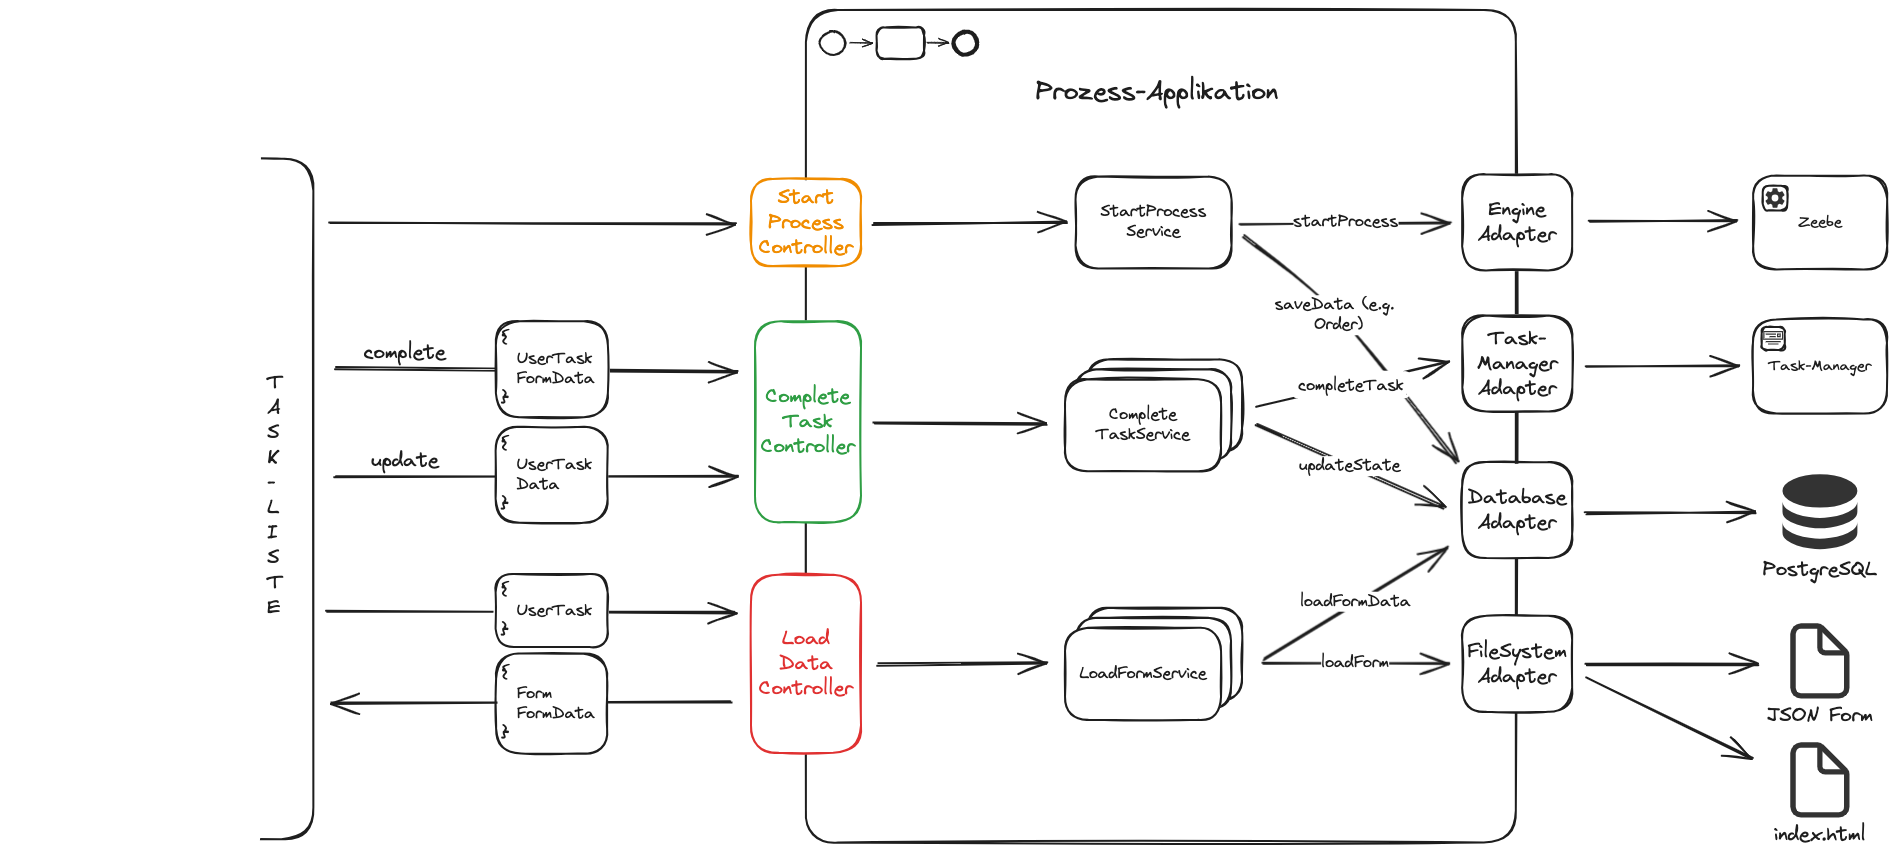 Prozess-Applikation
T
A
S
K
-
L
I
S
T
E
Start
Process
Controller
StartProcess
Service
startProcess
Engine
Adapter
Zeebe
saveData (e.g.
Order)
complete
{
UserTask
FormData
}
update
{
UserTask
Data
}
Complete
Task
Controller
Complete
TaskService
completeTask
updateState
Task-
Manager
Adapter
Task-Manager
Database
Adapter
PostgreSQL
{
UserTask
}
{
Form
FormData
}
Load
Data
Controller
LoadFormService
loadFormData
loadForm
FileSystem
Adapter
JSON Form
index.html